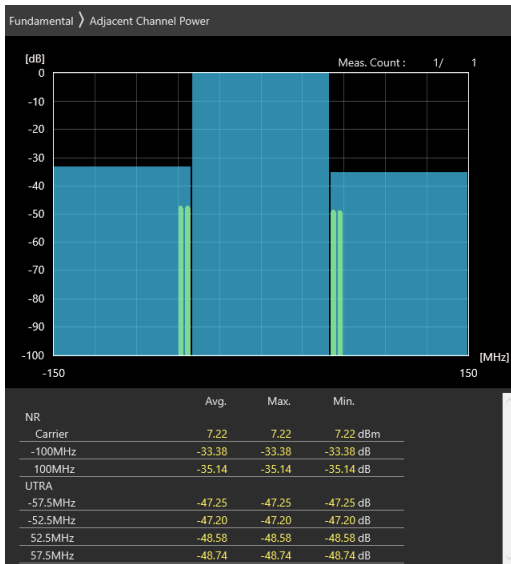 Fundamental 〉 Adjacent Channel Power
[dB]
Meas. Count : 1/ 1
0
-10
-20
-30
-40
-50
-60
-70
-80
-90
-100
[MHz]
-150 150
Avg. Max. Min.
NR
Carrier 7.22 7.22 7.22 dBm
-100MHz -33.38 -33.38 -33.38 dB
100MHz -35.14 -35.14 -35.14 dB
UTRA
-57.5MHz -47.25 -47.25 -47.25 dB
-52.5MHz -47.20 -47.20 -47.20 dB
52.5MHz -48.58 -48.58 -48.58 dB
57.5MHz -48.74 -48.74 -48.74 dB